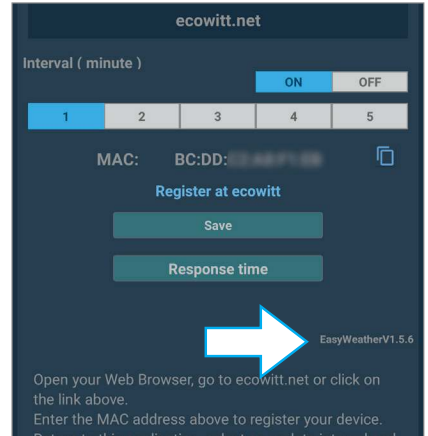 ecowitt.net
Interval ( minute )
ON OFF
1 2 3 4 5
MAC: BC:DD:
Register at ecowitt
Save
Response time
EasyWeatherV1.5.6
Open your Web Browser, go to ecowitt.net or click on
the link above.
Enter the MAC address above to register your device.